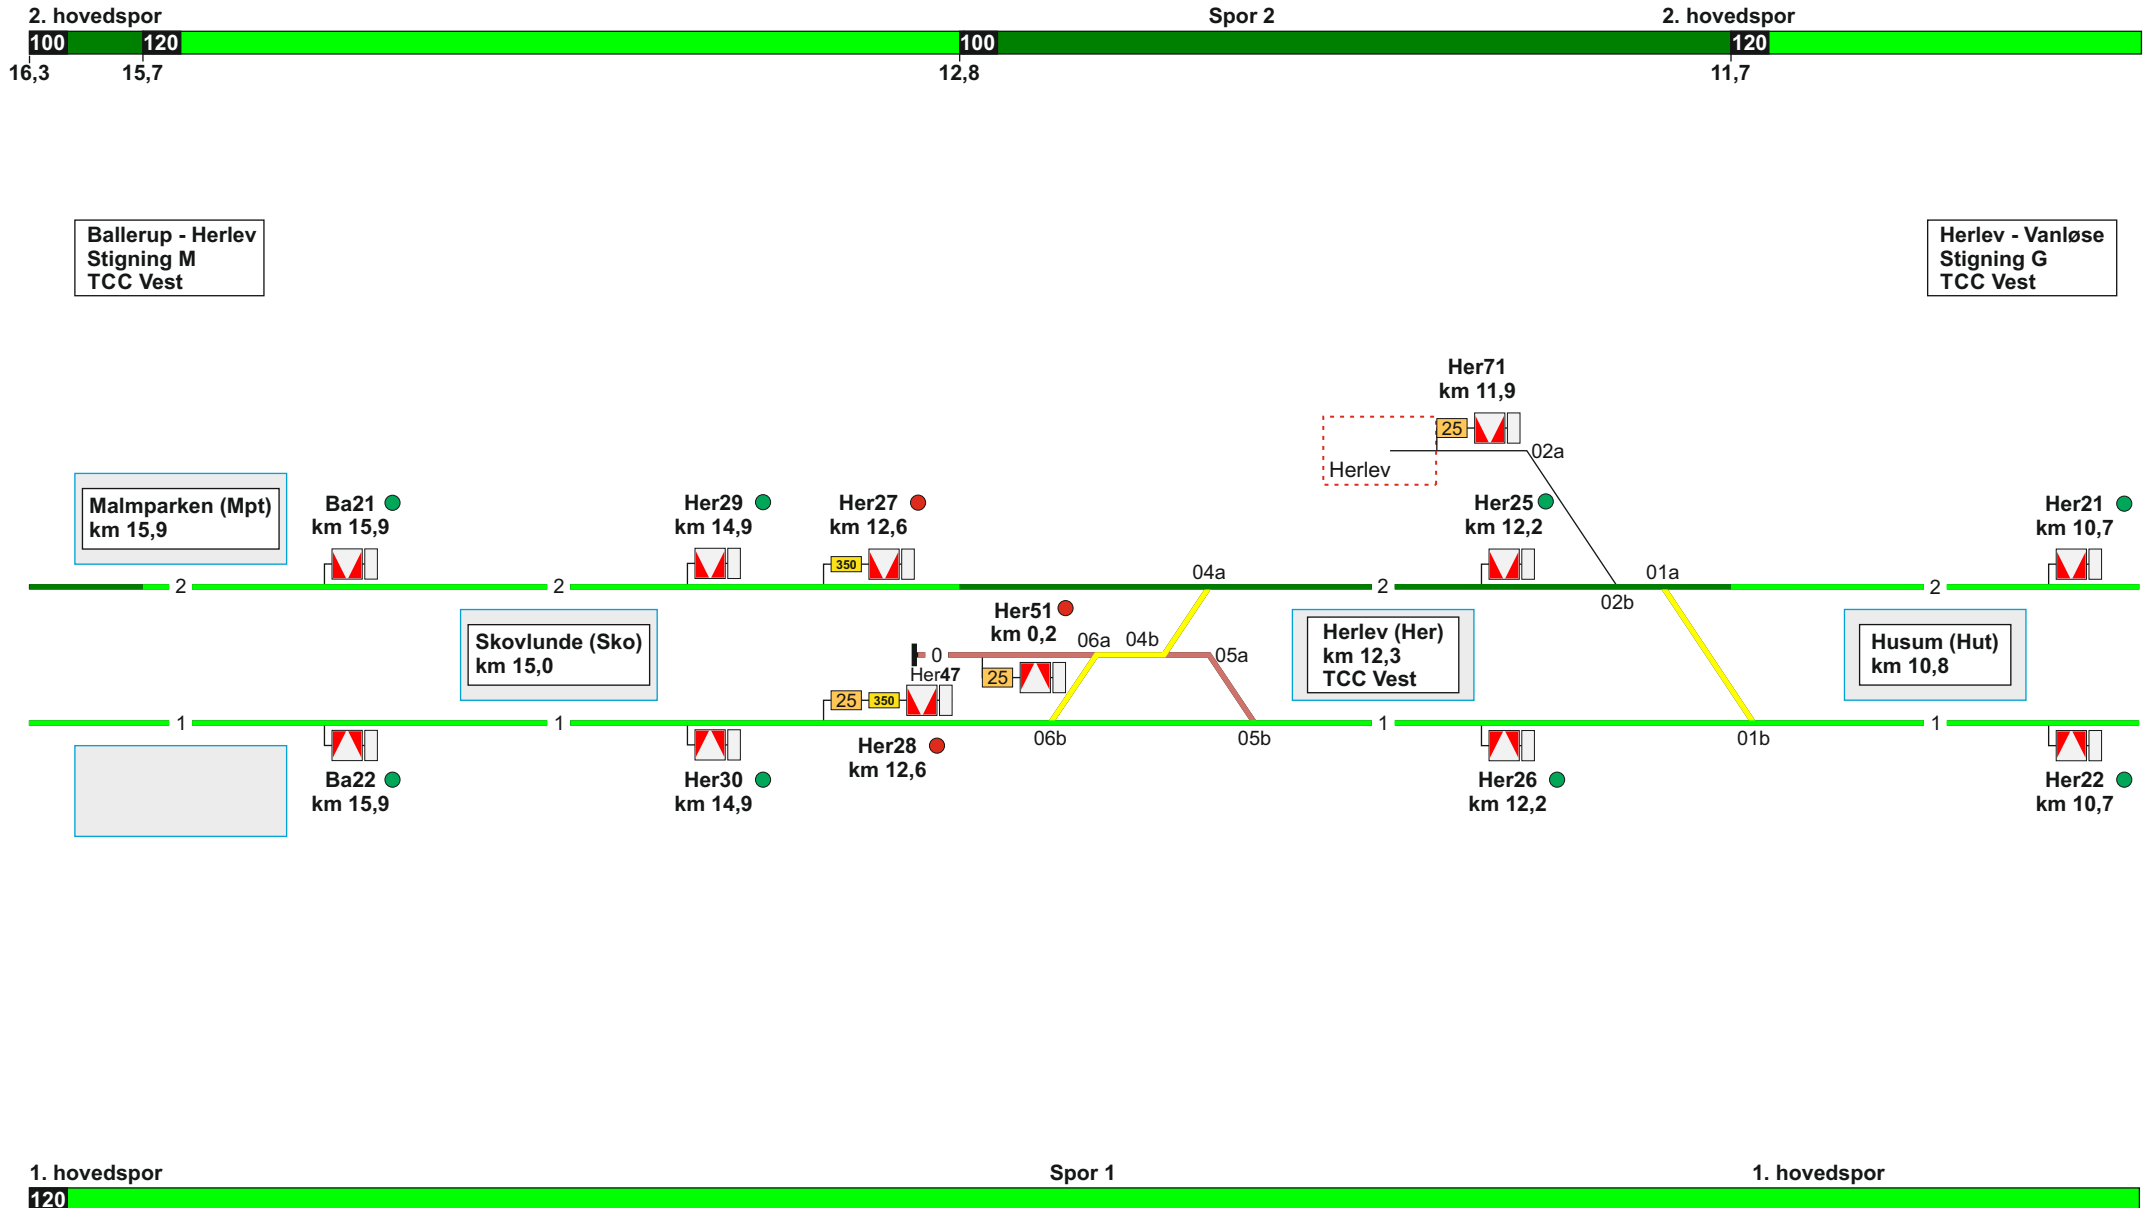 2. hovedspor
Spor 2
2. hovedspor
100
120
100
120
16,3
15,7
12,8
11,7
Ballerup - Herlev
Stigning M
TCC Vest
Herlev - Vanløse
Stigning G
TCC Vest
Her71
km 11,9
25
02a
Herlev
Malmparken (Mpt)
km 15,9
Ba21
km 15,9
Her29
km 14,9
Her27
km 12,6
350
Her25
km 12,2
Her21
km 10,7
2
2
04a
2
01a
2
02b
Skovlunde (Sko)
km 15,0
Her51
km 0,2
06a
04b
0
05a
Her47
25
25
350
Herlev (Her)
km 12,3
TCC Vest
Husum (Hut)
km 10,8
1
1
06b
05b
1
01b
1
Ba22
km 15,9
Her30
km 14,9
Her28
km 12,6
Her26
km 12,2
Her22
km 10,7
1. hovedspor
Spor 1
1. hovedspor
120